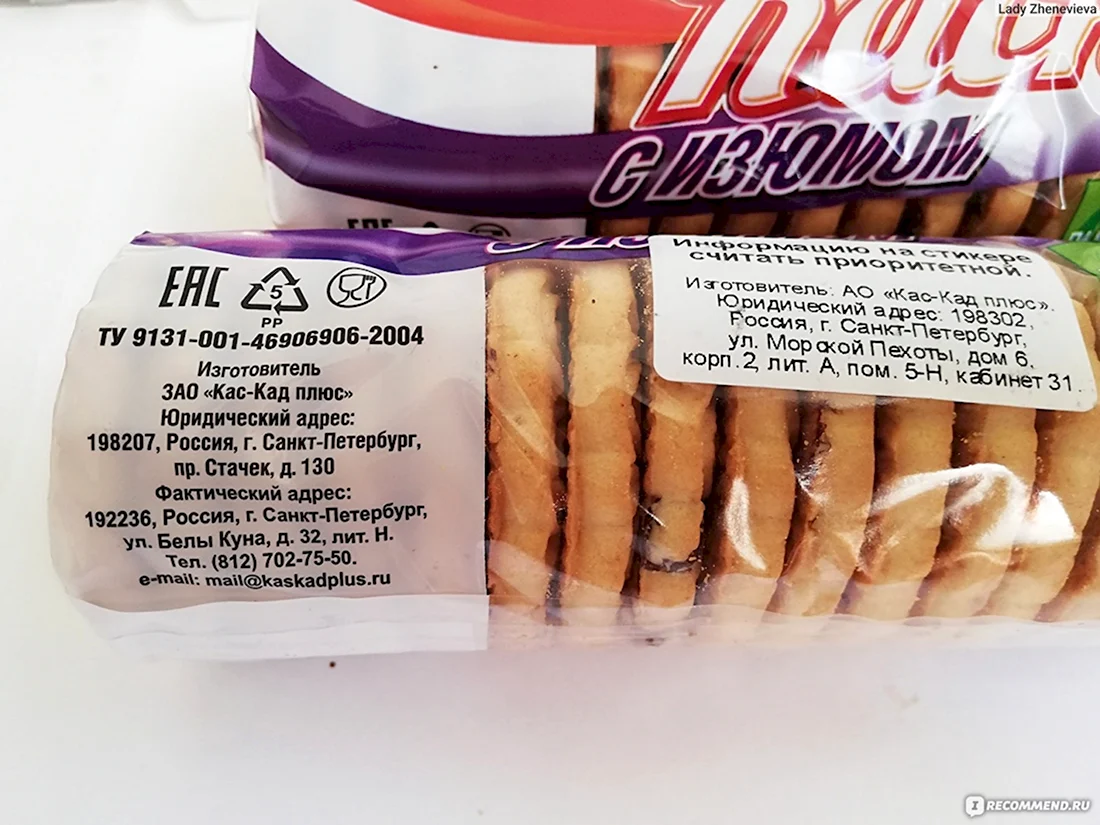 Lady Zhenevieva
С ИЗЮМОМ
EAC
5
PP
ТУ 9131-001-46906906-2004
Изготовитель
ЗАО «Кас-Кад плюс»
Юридический адрес:
198207, Россия, г. Санкт-Петербург,
пр. Стачек, д. 130
Фактический адрес:
192236, Россия, г. Санкт-Петербург,
ул. Белы Куна, д. 32, лит. Н.
Тел. (812) 702-75-50.
e-mail: mail@kaskadplus.ru
Информацию на стикере
считать приоритетной.
Изготовитель: АО «Кас-Кад плюс».
Юридический адрес: 198302,
Россия, г. Санкт-Петербург,
ул. Морской Пехоты, дом 6,
корп.2, лит. А, пом. 5-Н, кабинет 31.
IRECOMMEND.RU